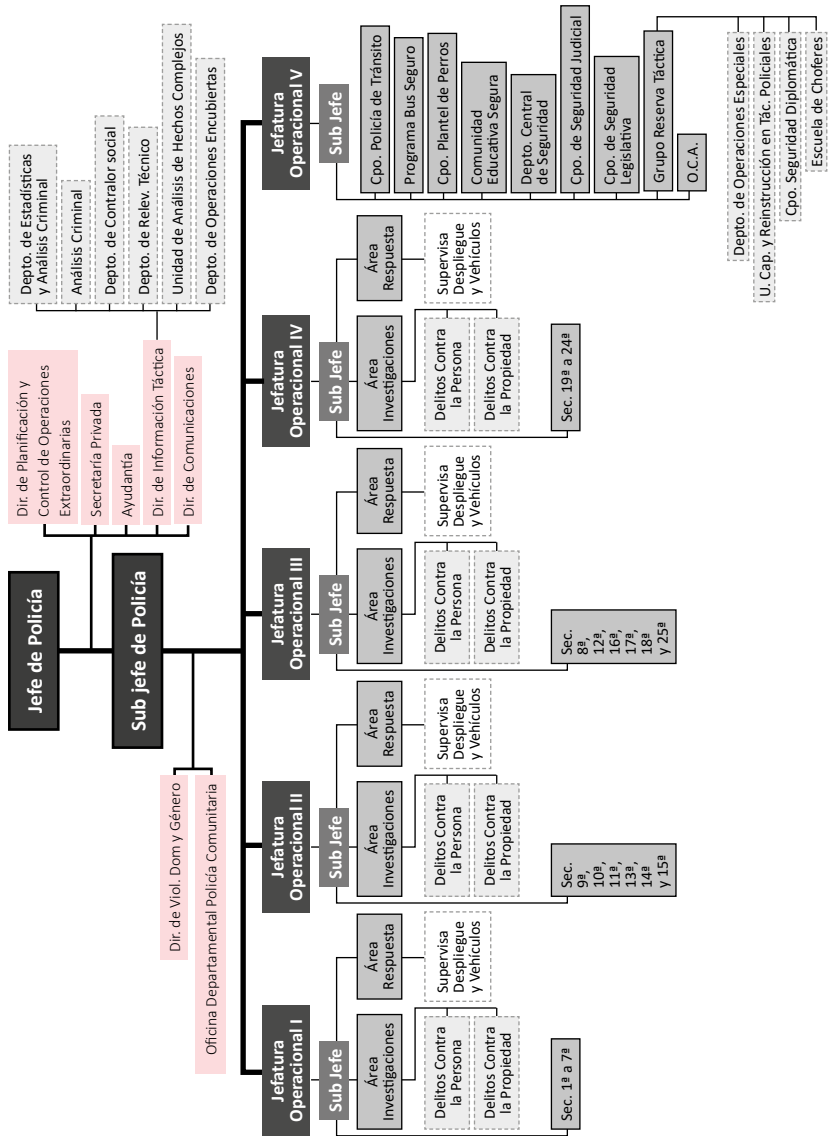 Jefe de Policía
Dir. de Planificación y
Control de Operaciones
Extraordinarias
Secretaría Privada
Ayudantía
Dir. de Información Táctica
Dir. de Comunicaciones
Depto. de Estadísticas
y Análisis Criminal
Análisis Criminal
Depto. de Contralor social
Depto. de Relev. Técnico
Unidad de Análisis de Hechos Complejos
Depto. de Operaciones Encubiertas
Sub jefe de Policía
Dir. de Viol. Dom y Género
Oficina Departamental Policía Comunitaria
Jefatura
Operacional I
Sub Jefe
Área
Investigaciones
Área
Respuesta
Delitos Contra
la Persona
Delitos Contra
la Propiedad
Supervisa
Despliegue
y Vehículos
Sec. 1ª a 7ª
Jefatura
Operacional II
Sub Jefe
Área
Investigaciones
Área
Respuesta
Delitos Contra
la Persona
Delitos Contra
la Propiedad
Supervisa
Despliegue
y Vehículos
Sec.
9ª,
10ª,
11ª,
13ª,
14ª
y 15ª
Jefatura
Operacional III
Sub Jefe
Área
Investigaciones
Área
Respuesta
Delitos Contra
la Persona
Delitos Contra
la Propiedad
Supervisa
Despliegue
y Vehículos
Sec.
8ª,
12ª,
16ª,
17ª,
18ª
y 25ª
Jefatura
Operacional IV
Sub Jefe
Área
Investigaciones
Área
Respuesta
Delitos Contra
la Persona
Delitos Contra
la Propiedad
Supervisa
Despliegue
y Vehículos
Sec. 19ª a 24ª
Jefatura
Operacional V
Sub Jefe
Cpo. Policía de Tránsito
Programa Bus Seguro
Cpo. Plantel de Perros
Comunidad
Educativa Segura
Depto. Central
de Seguridad
Cpo. de Seguridad Judicial
Cpo. de Seguridad
Legislativa
Grupo Reserva Táctica
O.C.A.
Depto. de Operaciones Especiales
U. Cap. y Reinstrucción en Tác. Policiales
Cpo. Seguridad Diplomática
Escuela de Choferes